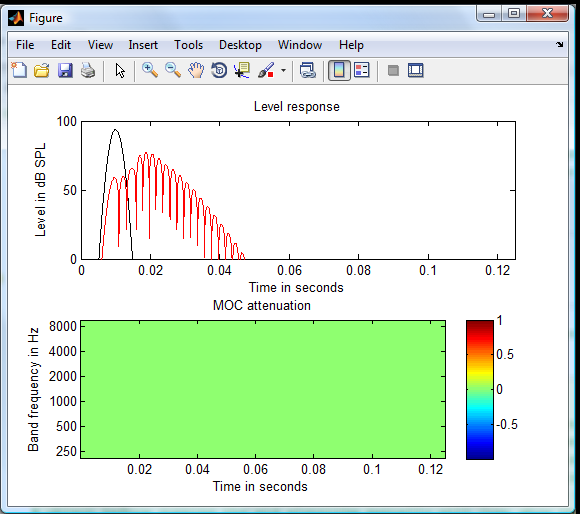 Figure
File Edit View Insert Tools Desktop Window Help
Level response
Level in dB SPL
100
50
0
0 0.02 0.04 0.06 0.08 0.1 0.12
Time in seconds
MOC attenuation
Band frequency in Hz
8000
4000
2000
1000
500
250
0.02 0.04 0.06 0.08 0.1 0.12
Time in seconds
1
0.5
0
-0.5